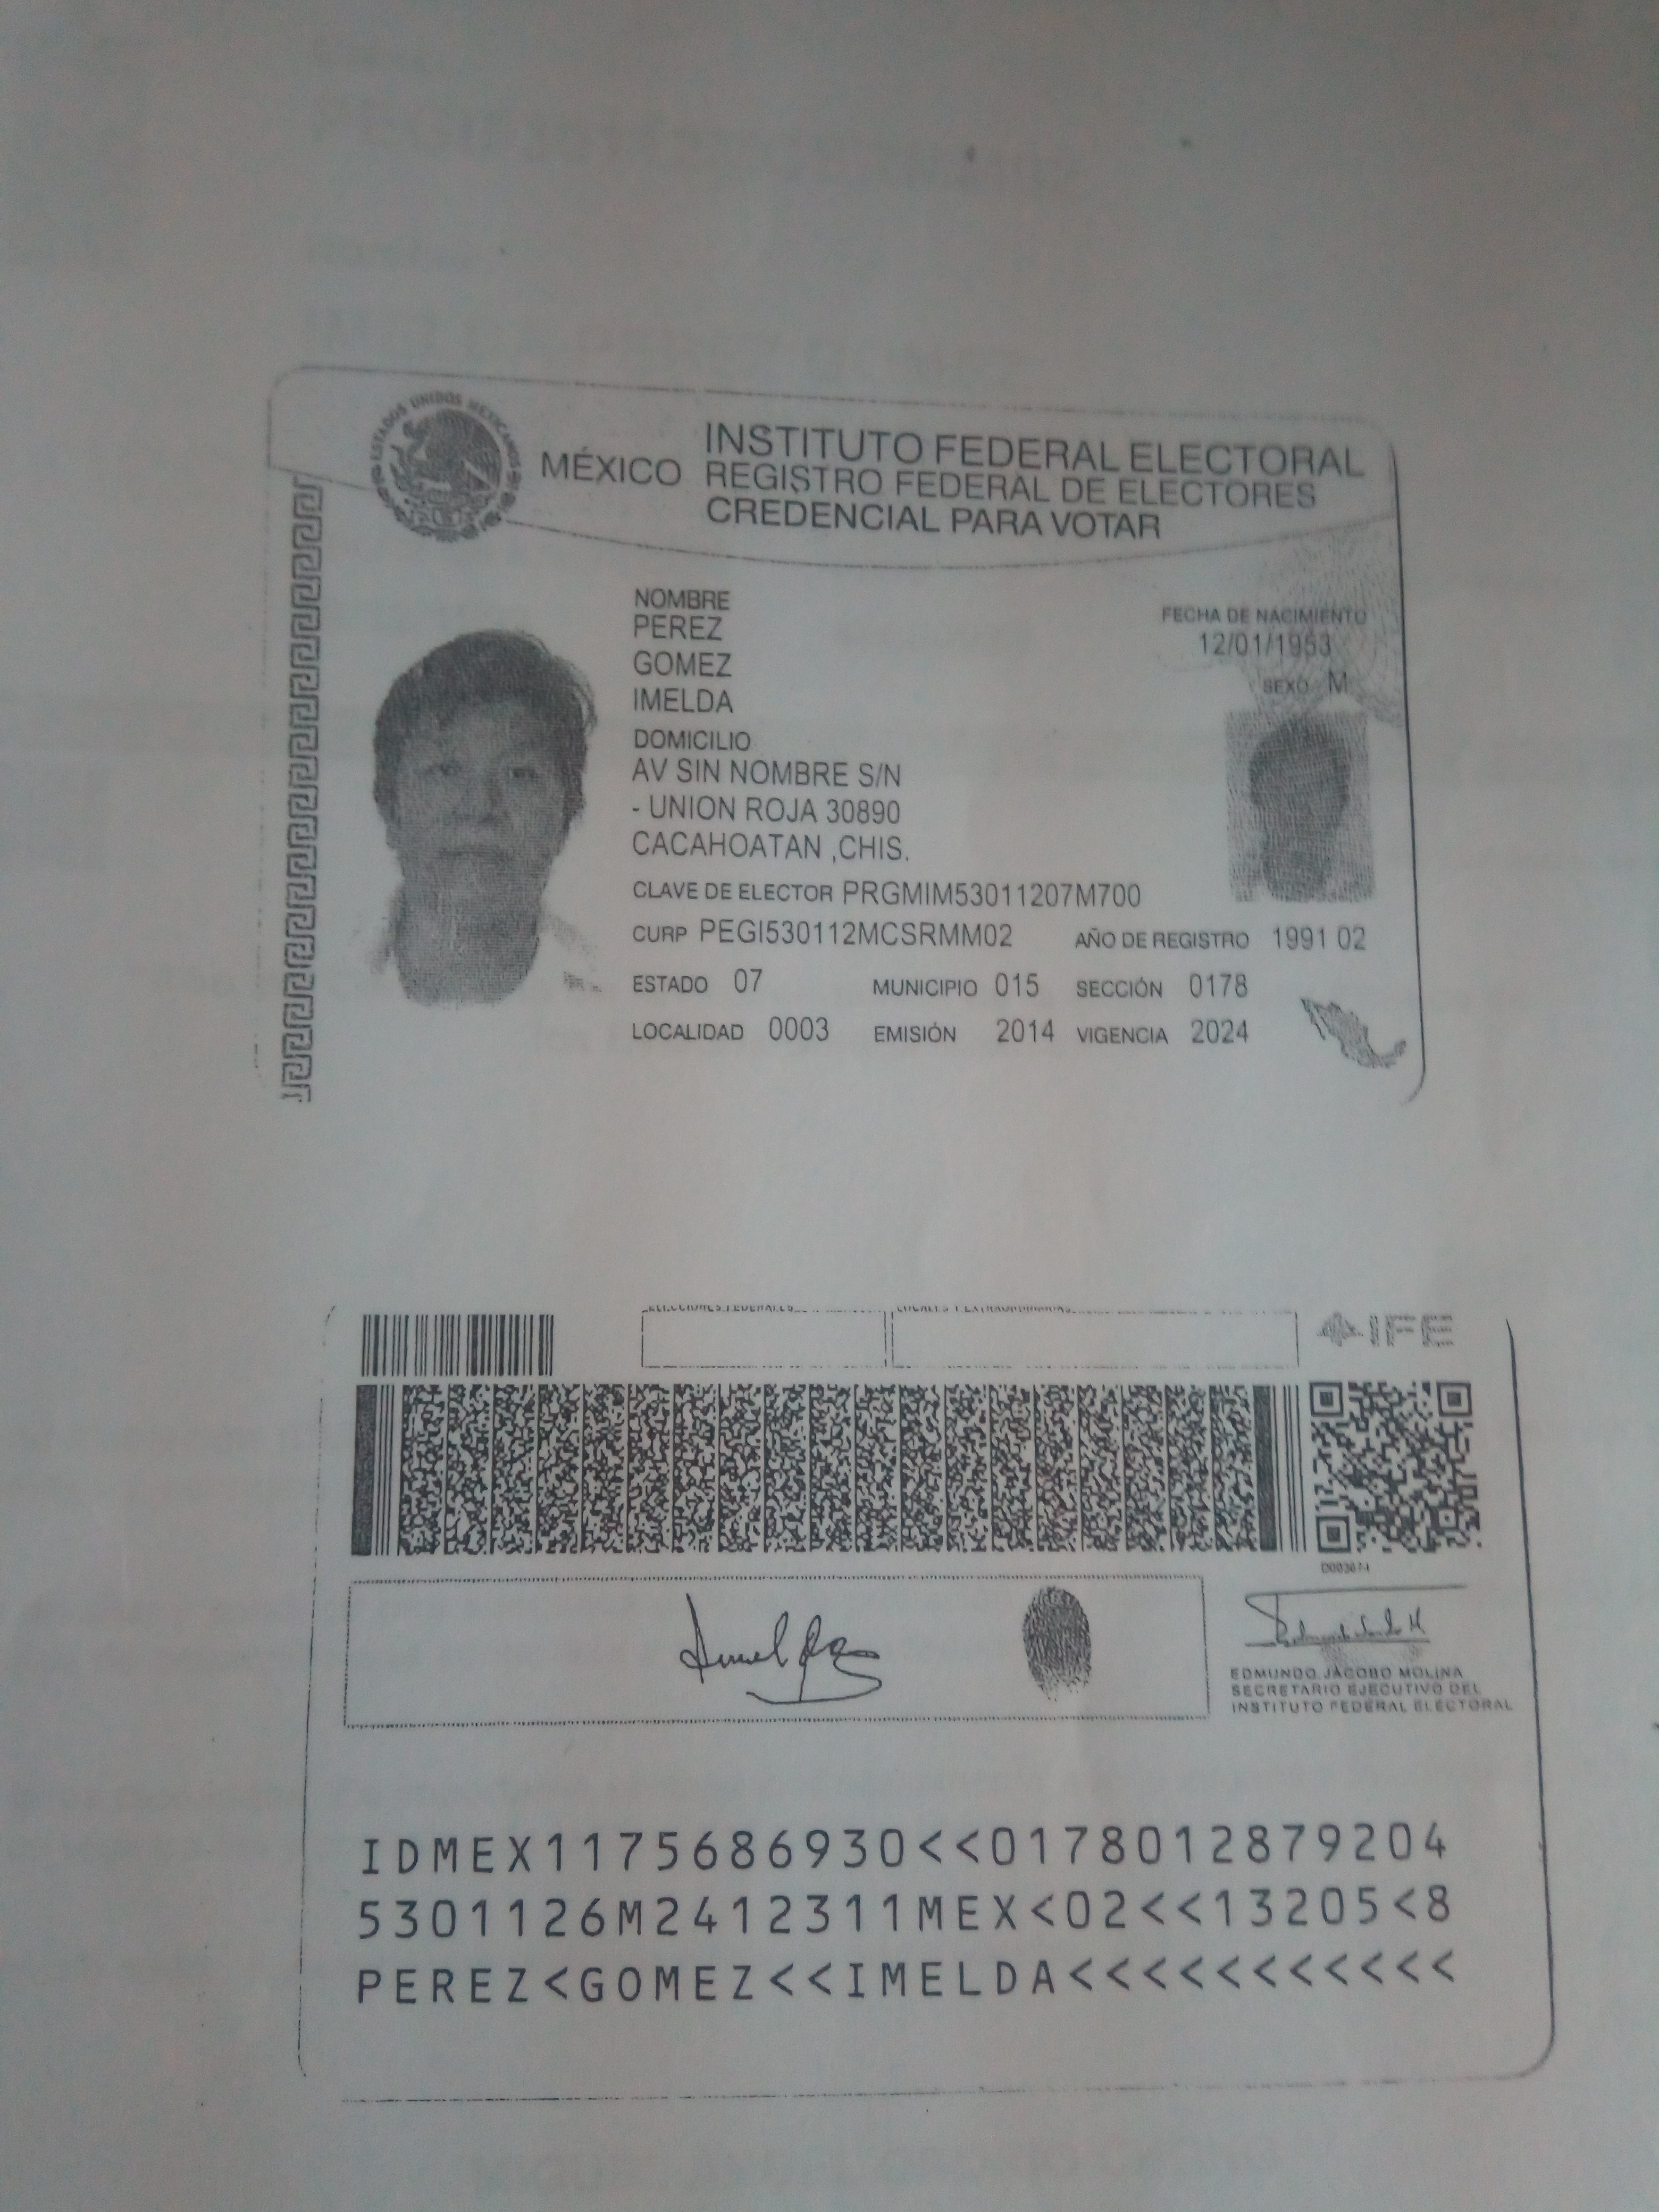 ESTADOS UNIDOS MEXICANOS
MÉXICO
INSTITUTO FEDERAL ELECTORAL
REGISTRO FEDERAL DE ELECTORES
CREDENCIAL PARA VOTAR
NOMBRE
PEREZ
GOMEZ
IMELDA
FECHA DE NACIMIENTO
12/01/1953
SEXO M
DOMICILIO
AV SIN NOMBRE S/N
- UNION ROJA 30890
CACAHOATAN ,CHIS.
CLAVE DE ELECTOR PRGMIM53011207M700
CURP PEGI530112MCSRMM02 AÑO DE REGISTRO 1991 02
ESTADO 07 MUNICIPIO 015 SECCIÓN 0178
LOCALIDAD 0003 EMISIÓN 2014 VIGENCIA 2024
ELECCIONES FEDERALES LOCALES Y EXTRAORDINARIAS
IFE
EDMUNDO JACOBO MOLINA
SECRETARIO EJECUTIVO DEL
INSTITUTO FEDERAL ELECTORAL
IDMEX1175686930<<0178012879204
5301126M2412311MEX<02<<13205<8
PEREZ<GOMEZ<<IMELDA<<<<<<<<<<<